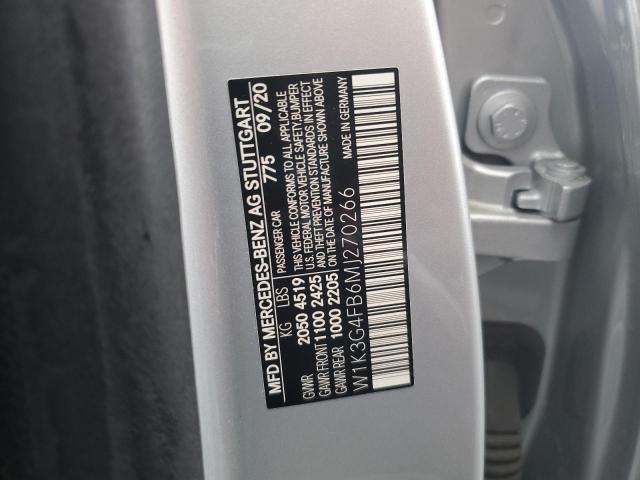 MFD BY MERCEDES-BENZ AG STUTTGART
PASSENGER CAR 775 09/20
KG LBS
GVWR 2050 4519
GAWR FRONT 1100 2425
GAWR REAR 1000 2205
THIS VEHICLE CONFORMS TO ALL APPLICABLE
U.S. FEDERAL MOTOR VEHICLE SAFETY, BUMPER
AND THEFT PREVENTION STANDARDS IN EFFECT
ON THE DATE OF MANUFACTURE SHOWN ABOVE
MADE IN GERMANY
W1K3G4FB6MJ270266